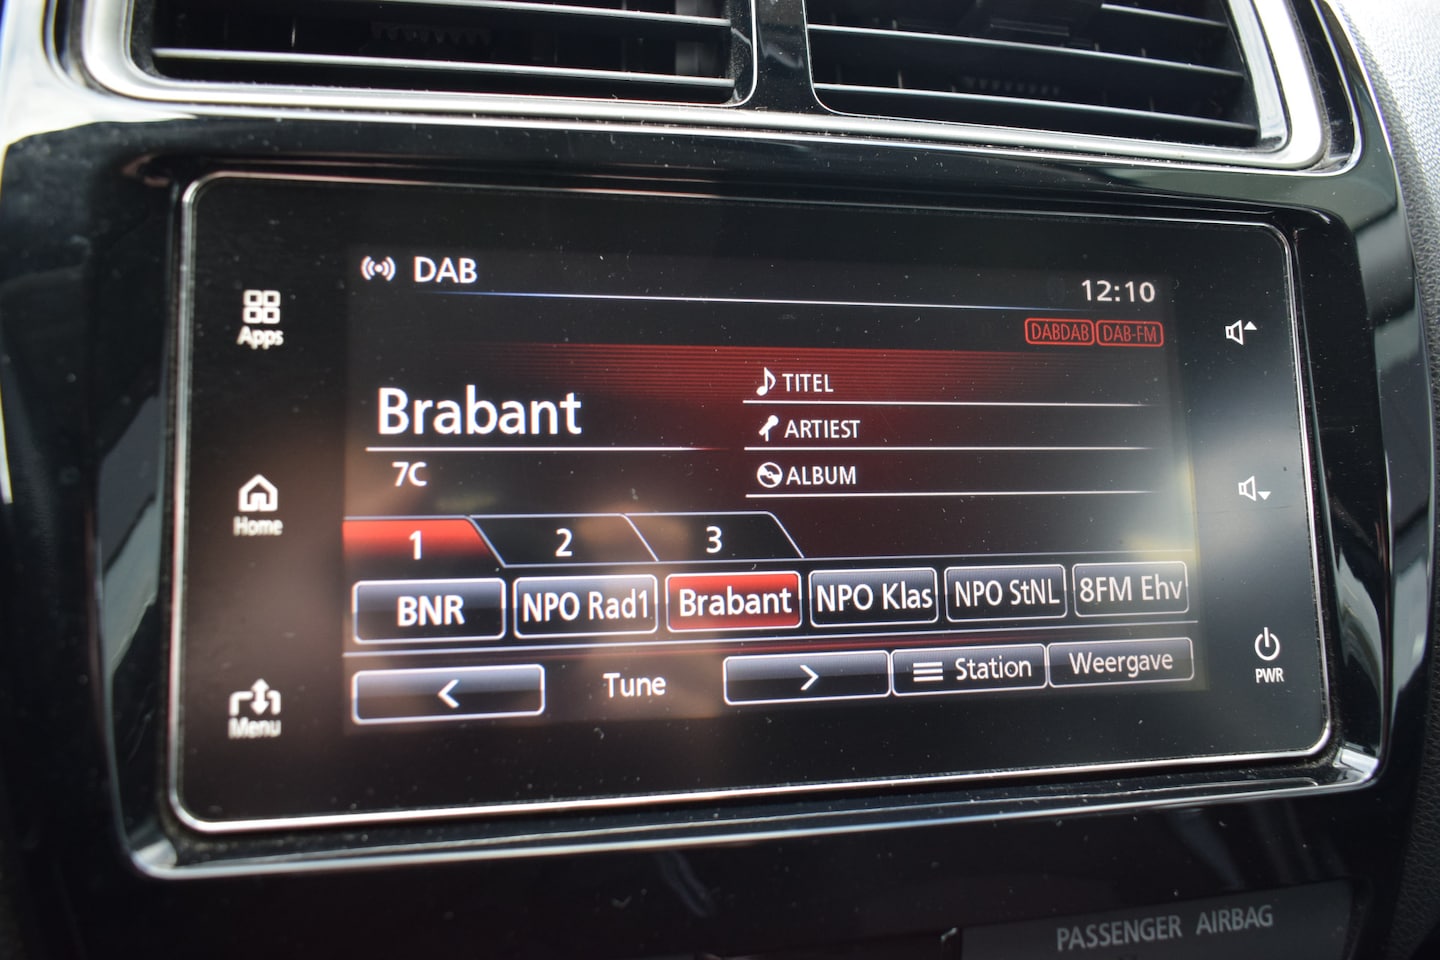 DAB
12:10
Apps
DABDAB DAB-FM
TITEL
Brabant
ARTIEST
7C
ALBUM
Home
1 2 3
BNR NPO Rad1 Brabant NPO Klas NPO StNL 8FM Ehv
< Tune > Station Weergave
PWR
Menu
PASSENGER AIRBAG